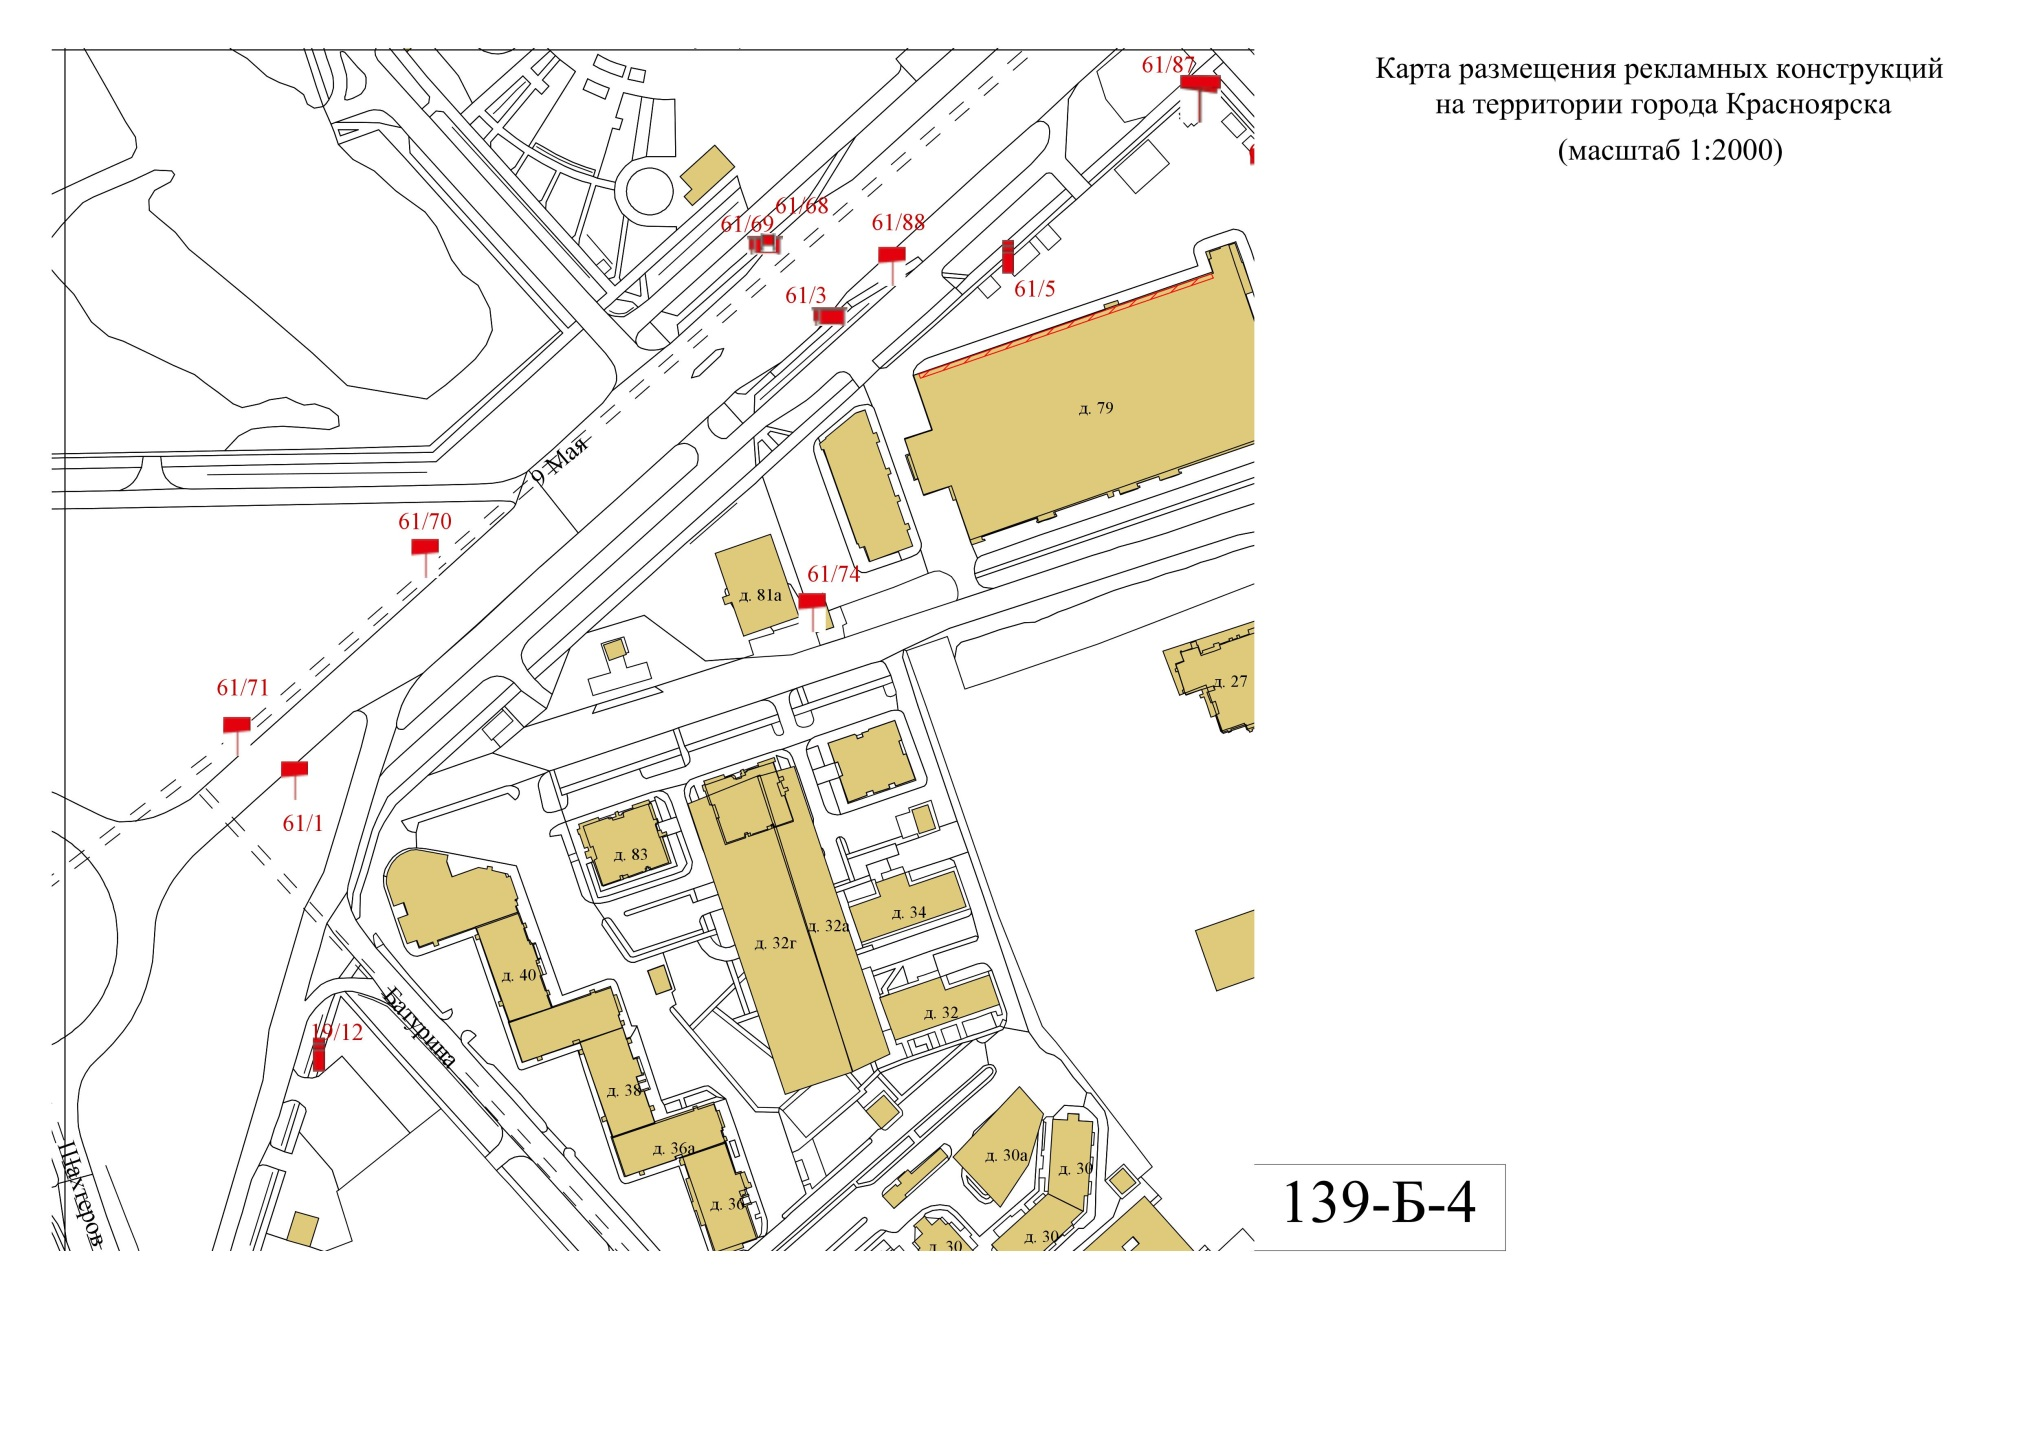 Карта размещения рекламных конструкций
на территории города Красноярска
(масштаб 1:2000)
61/87
61/68
61/69
61/88
61/3
61/5
д. 79
9 Мая
61/70
61/74
д. 81а
61/71
д. 27
61/1
д. 83
д. 34
д. 32а
д. 32г
д. 40
д. 32
Батурина
19/12
д. 38
д. 36а
д. 30а
д. 30
Шахтеров
д. 36
д. 30
д. 30
139-Б-4